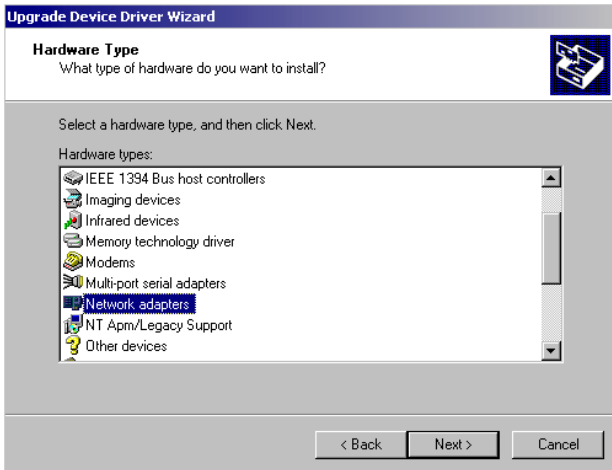 Upgrade Device Driver Wizard
Hardware Type
What type of hardware do you want to install?
Select a hardware type, and then click Next.
Hardware types:
IEEE 1394 Bus host controllers
Imaging devices
Infrared devices
Memory technology driver
Modems
Multi-port serial adapters
Network adapters
NT Apm/Legacy Support
Other devices
< Back
Next >
Cancel